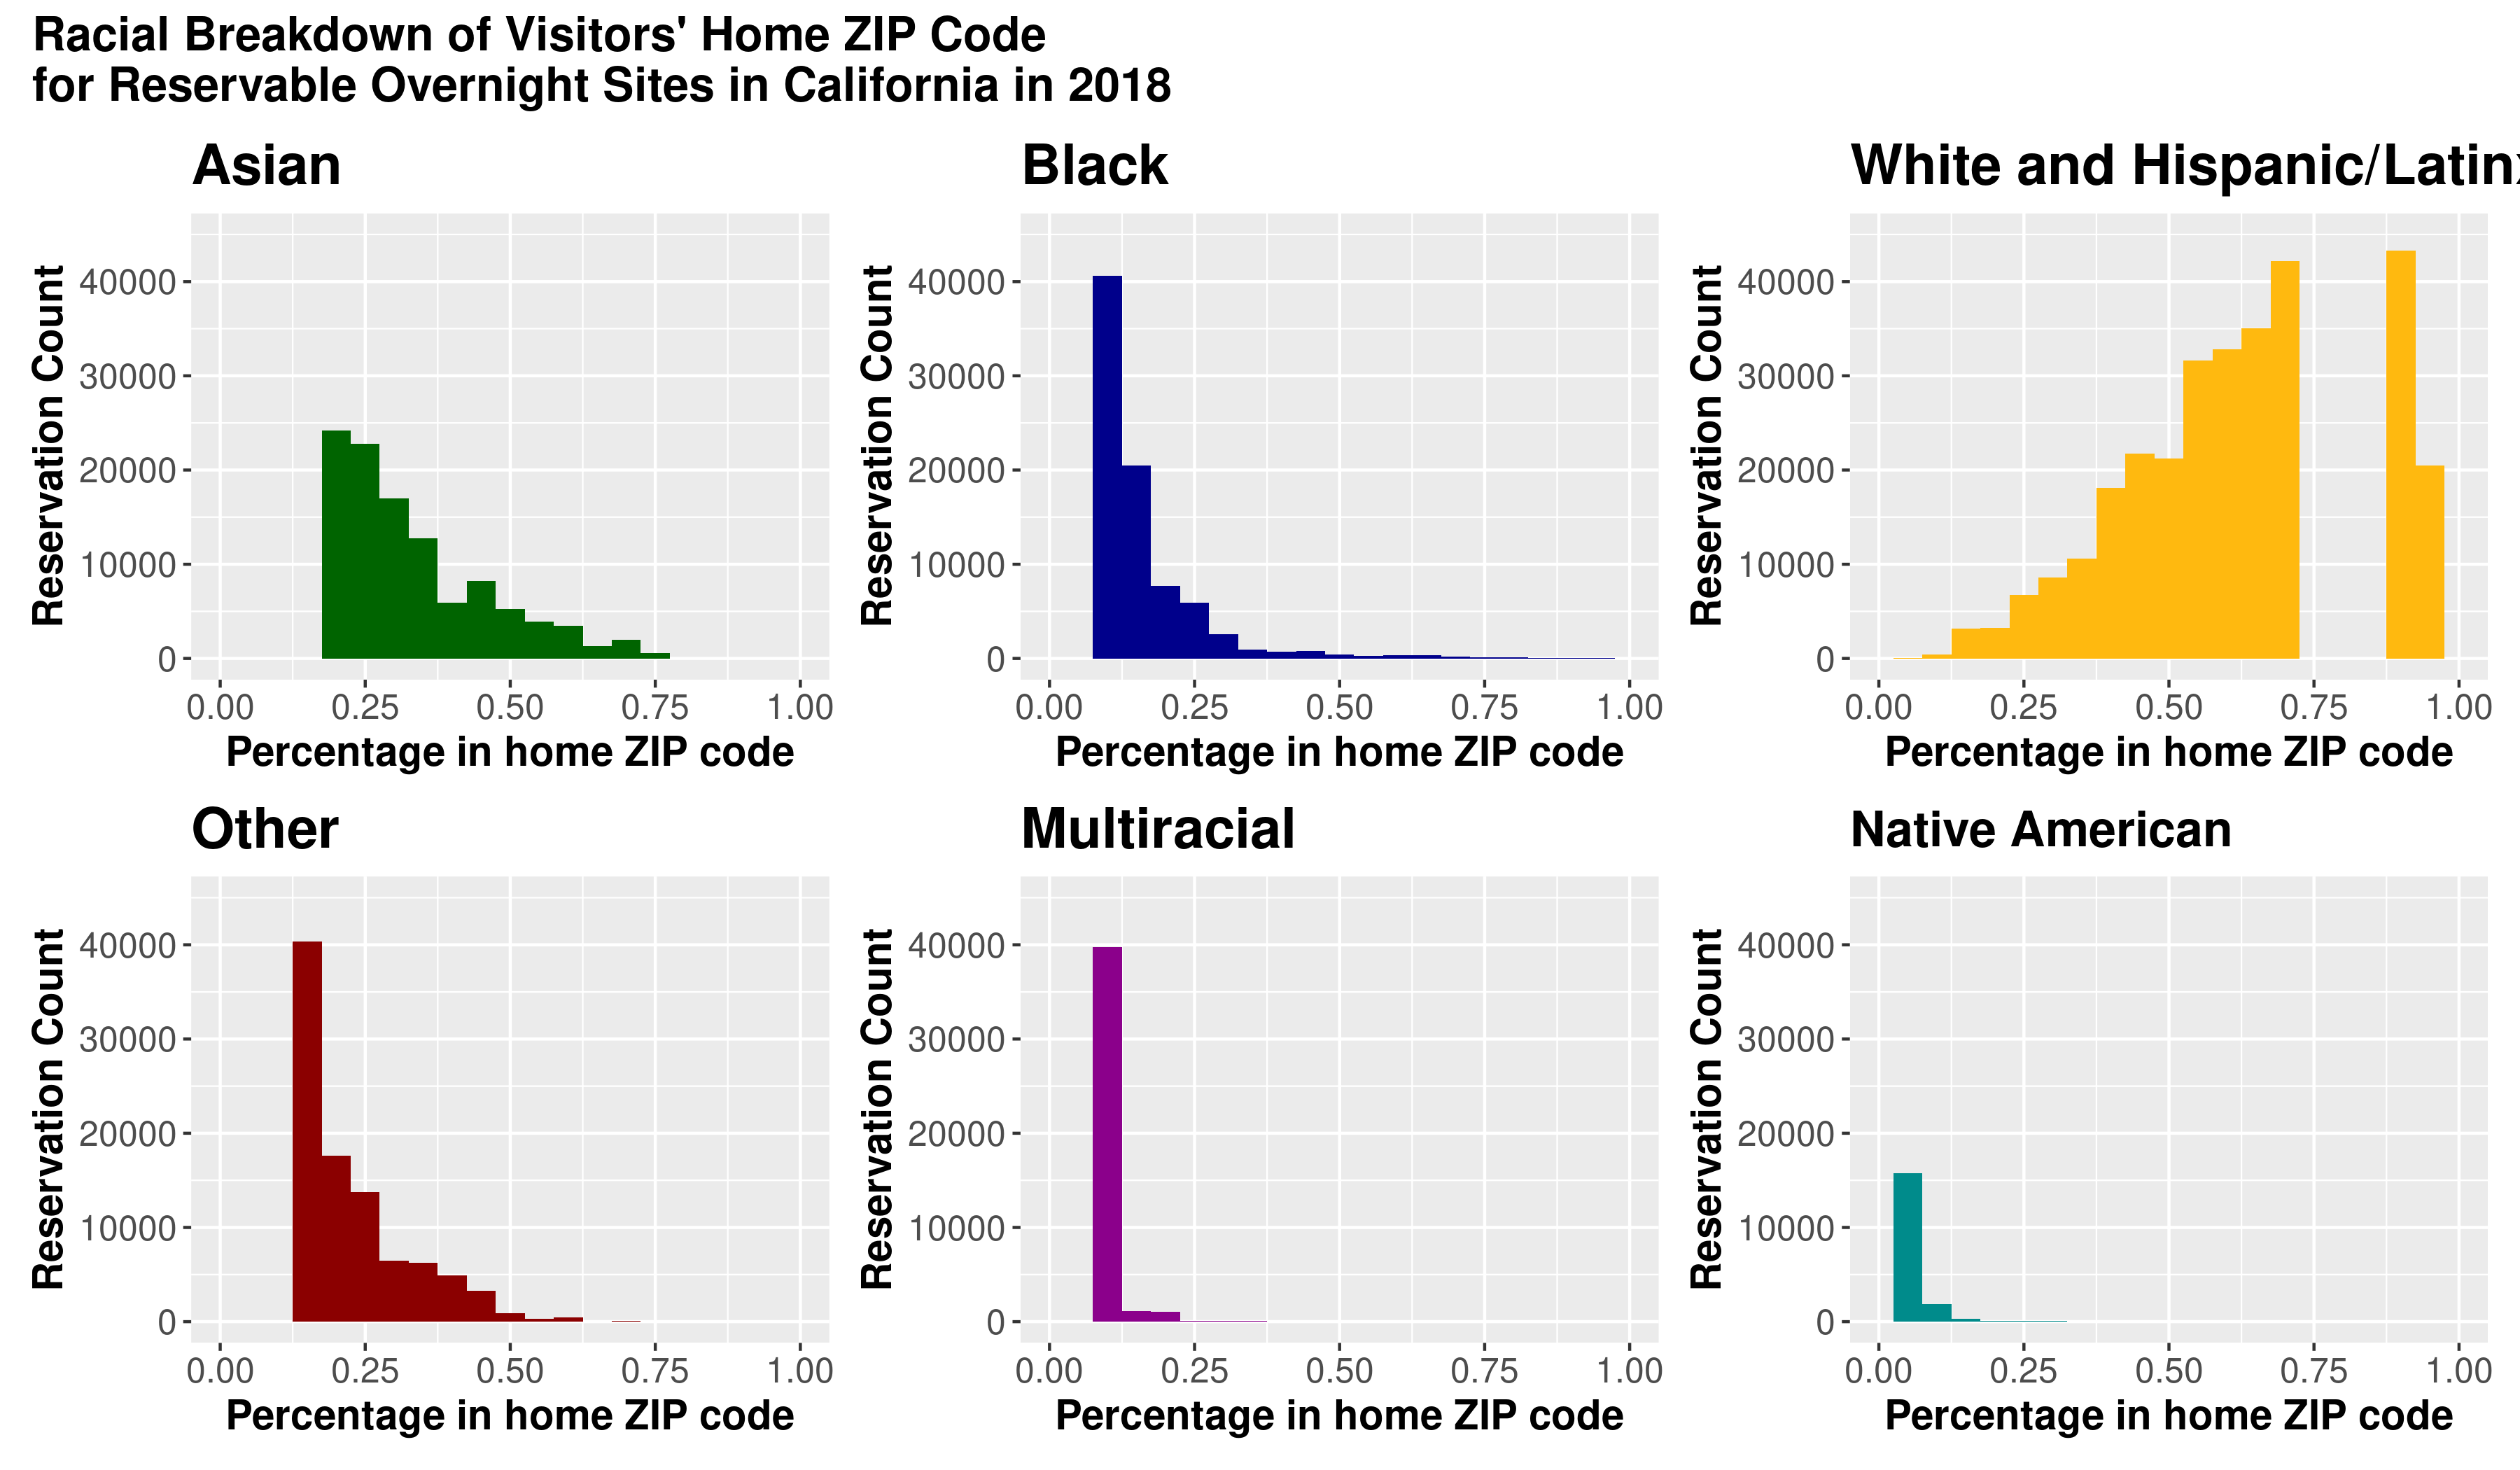 Racial Breakdown of Visitors' Home ZIP Code
for Reservable Overnight Sites in California in 2018
Asian
Black
White and Hispanic/Latinx
Reservation Count
40000
30000
20000
10000
0
0.00 0.25 0.50 0.75 1.00
Percentage in home ZIP code
Reservation Count
40000
30000
20000
10000
0
0.00 0.25 0.50 0.75 1.00
Percentage in home ZIP code
Reservation Count
40000
30000
20000
10000
0
0.00 0.25 0.50 0.75 1.00
Percentage in home ZIP code
Other
Multiracial
Native American
Reservation Count
40000
30000
20000
10000
0
0.00 0.25 0.50 0.75 1.00
Percentage in home ZIP code
Reservation Count
40000
30000
20000
10000
0
0.00 0.25 0.50 0.75 1.00
Percentage in home ZIP code
Reservation Count
40000
30000
20000
10000
0
0.00 0.25 0.50 0.75 1.00
Percentage in home ZIP code